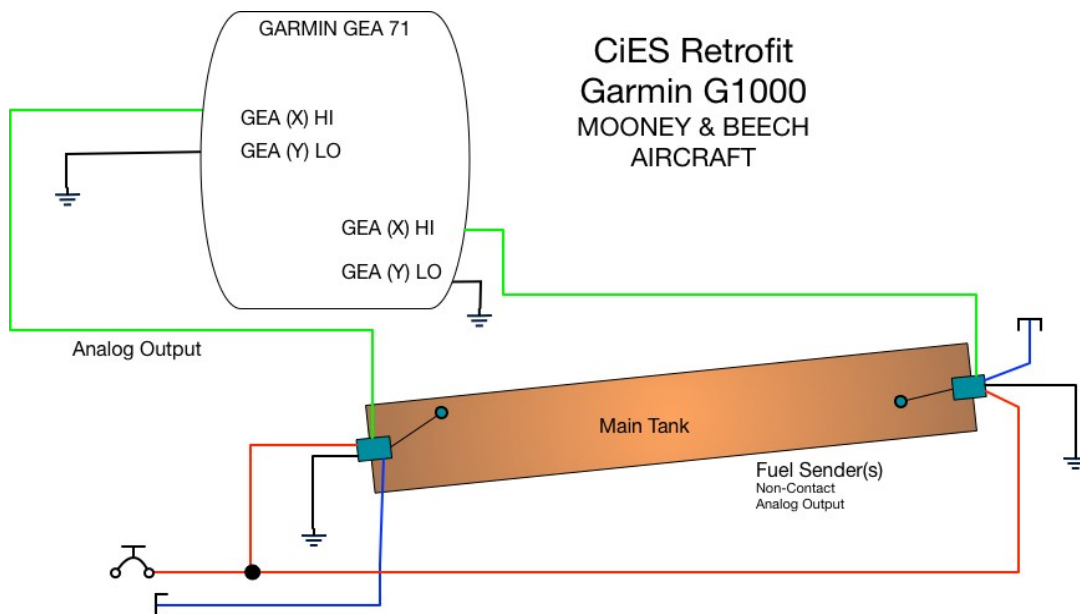 GARMIN GEA 71
CiES Retrofit
Garmin G1000
MOONEY & BEECH
AIRCRAFT
GEA (X) HI
GEA (Y) LO
GEA (X) HI
GEA (Y) LO
Analog Output
Main Tank
Fuel Sender(s)
Non-Contact
Analog Output